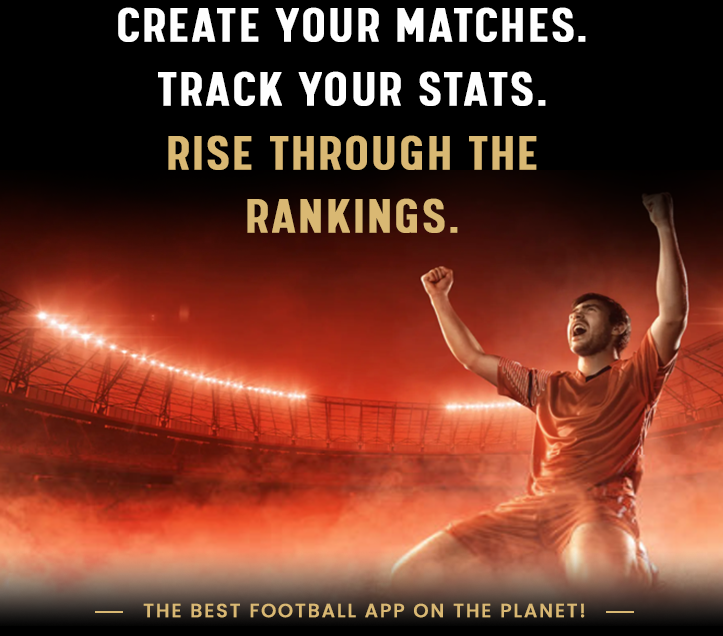 CREATE YOUR MATCHES.
TRACK YOUR STATS.
RISE THROUGH THE
RANKINGS.
THE BEST FOOTBALL APP ON THE PLANET!